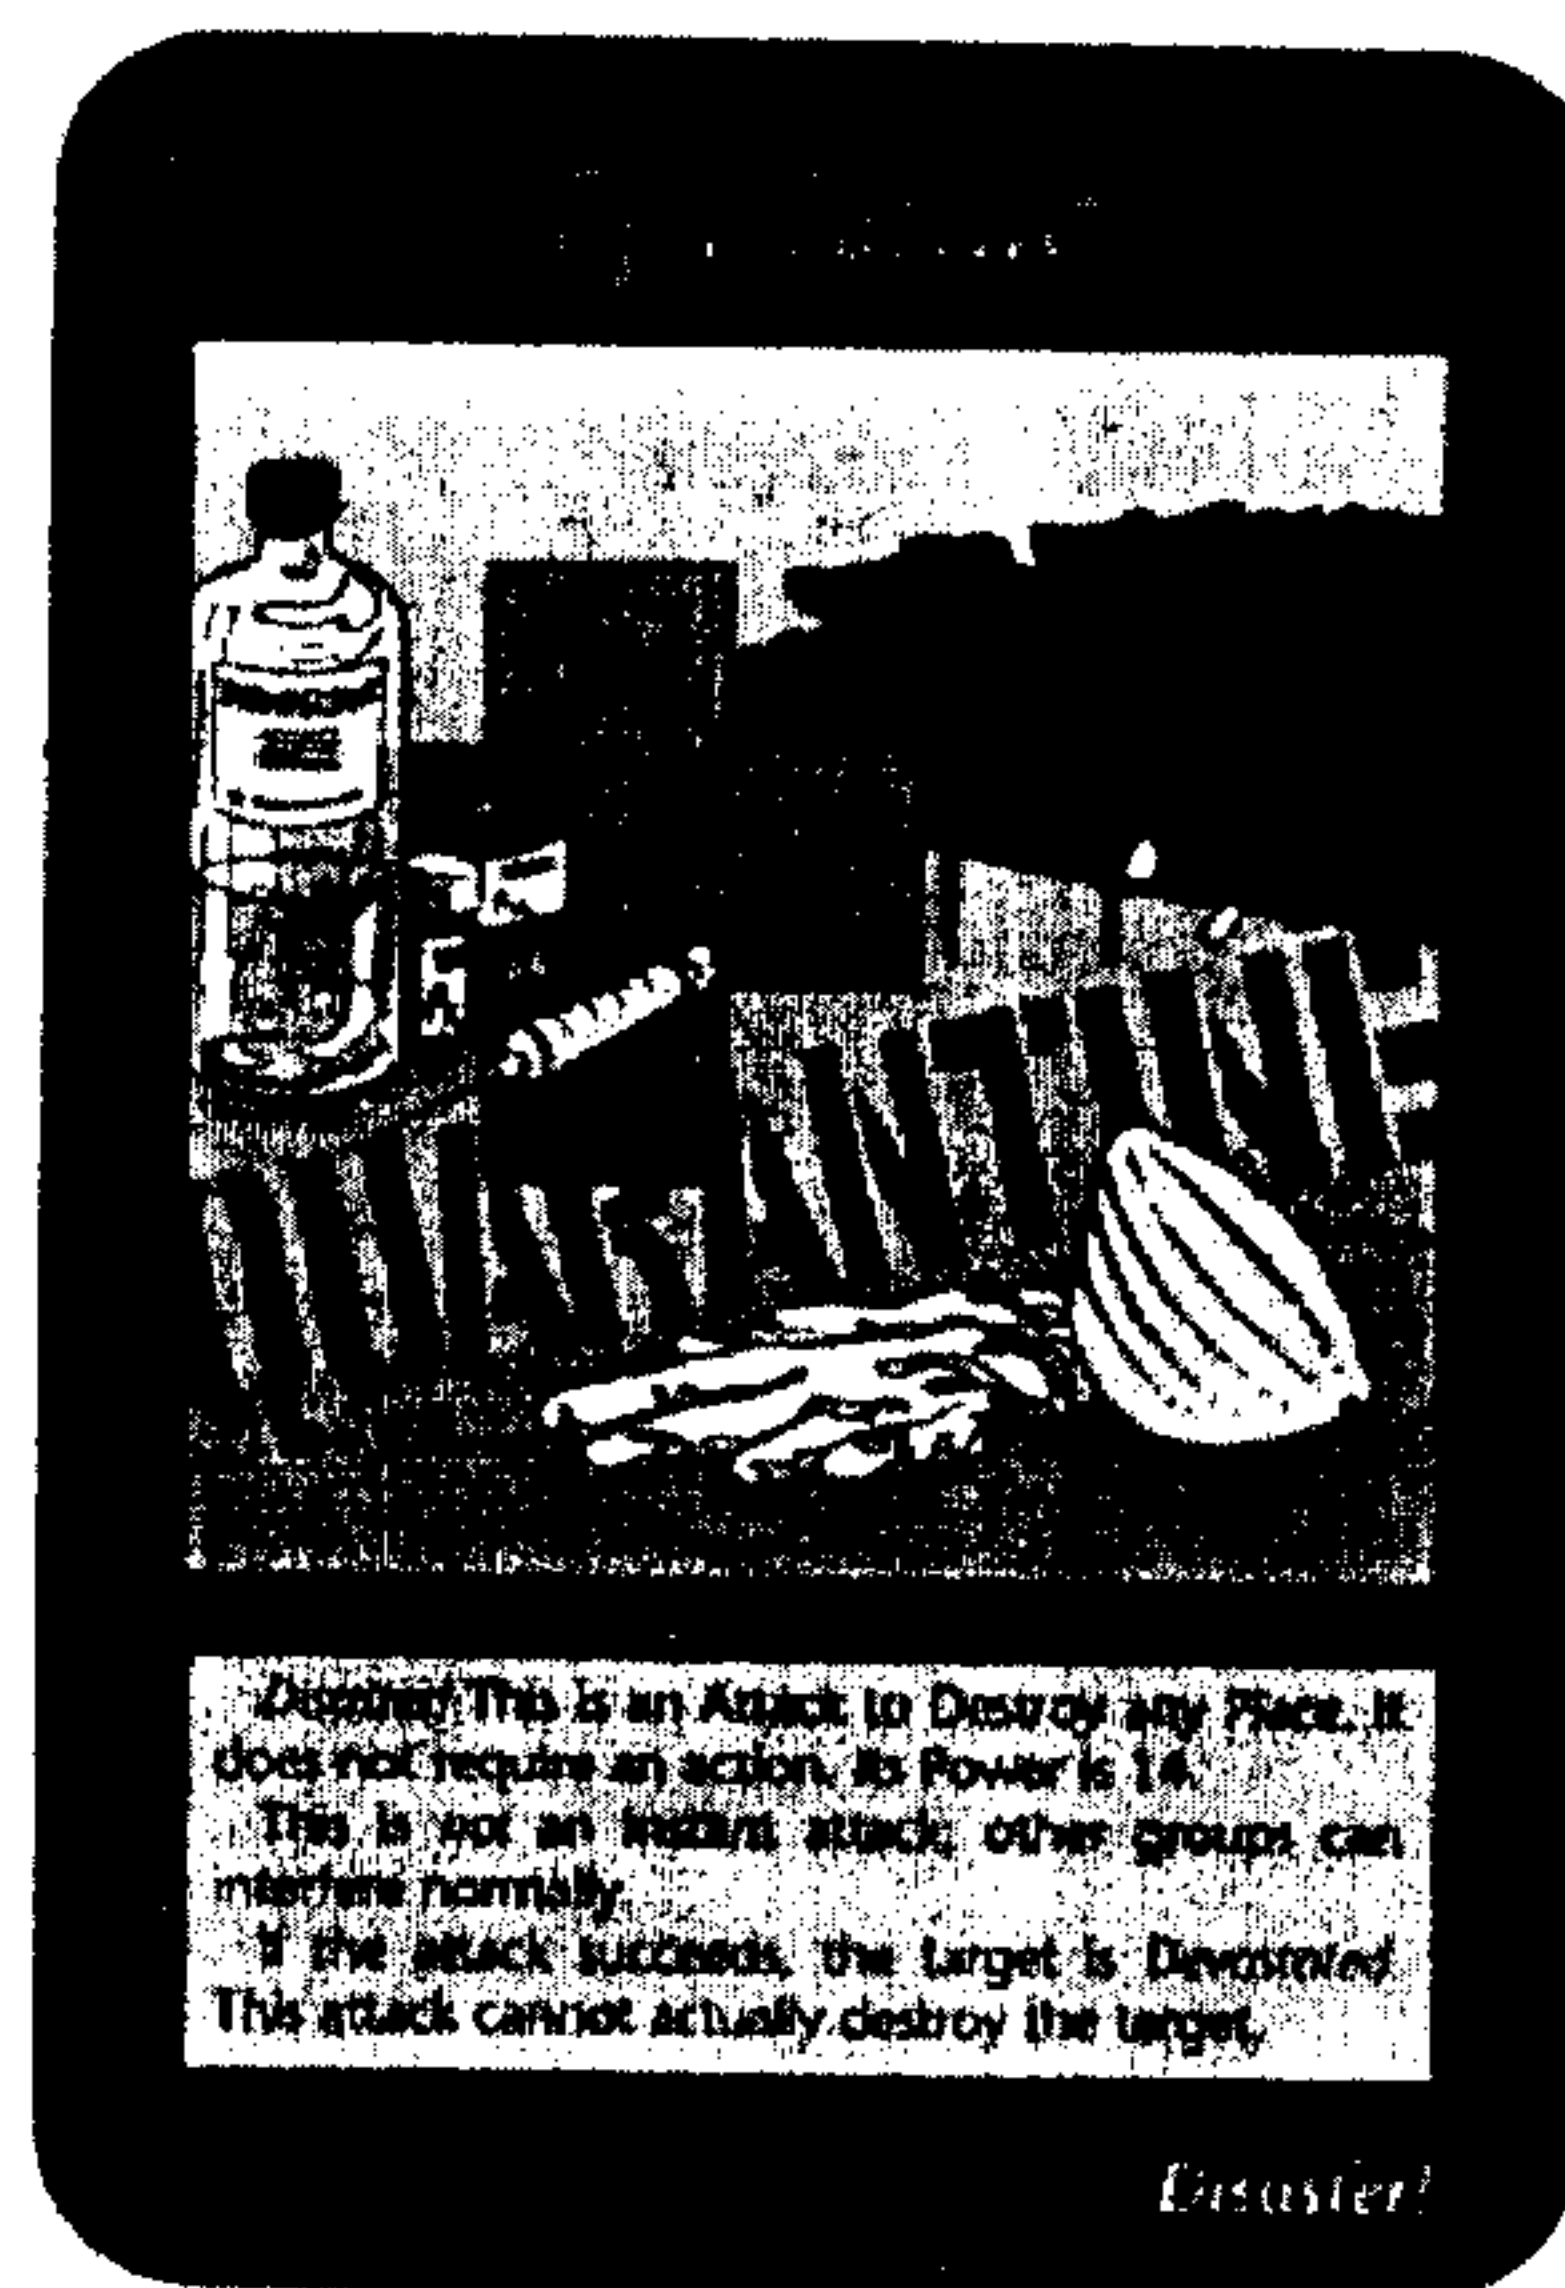 Disaster! This is an Attack to Destroy any Place. It
does not require an action. Its Power is 14.
This is not an Instant attack; other groups can
interfere normally.
If the attack succeeds, the target is Devastated.
This attack cannot actually destroy the target.
Disaster!